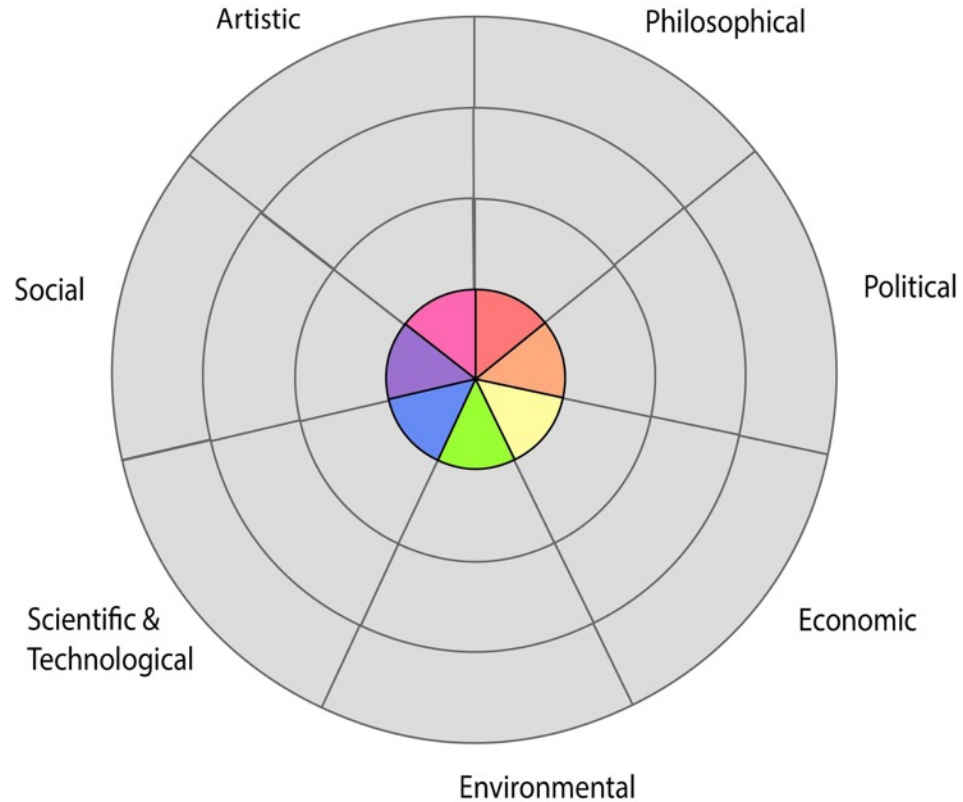 Artistic
Philosophical
Social
Political
Scientific &
Technological
Economic
Environmental